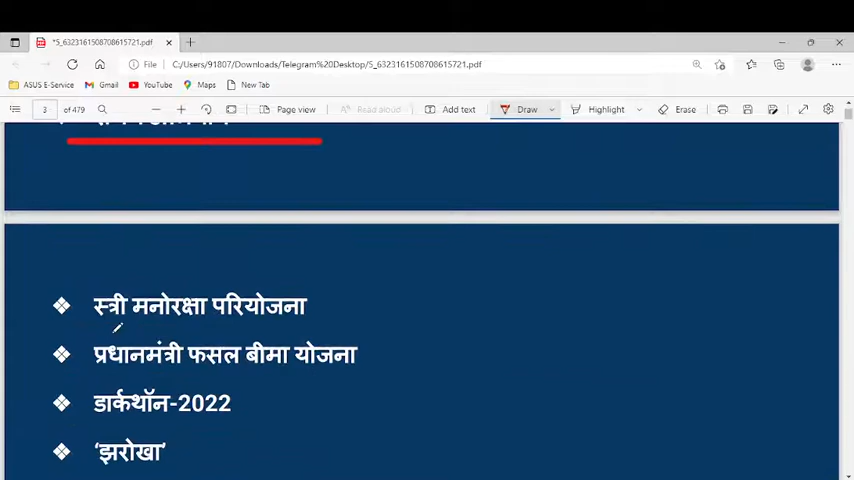 *5_6323161508708615721.pdf
File C:/Users/91807/Downloads/Telegram%20Desktop/5_6323161508708615721.pdf
ASUS E-Service Gmail YouTube Maps New Tab
3 of 479 Page view Read aloud Add text Draw Highlight Erase
स्त्री मनोरक्षा परियोजना
प्रधानमंत्री फसल बीमा योजना
डार्कथॉन-2022
‘झरोखा’